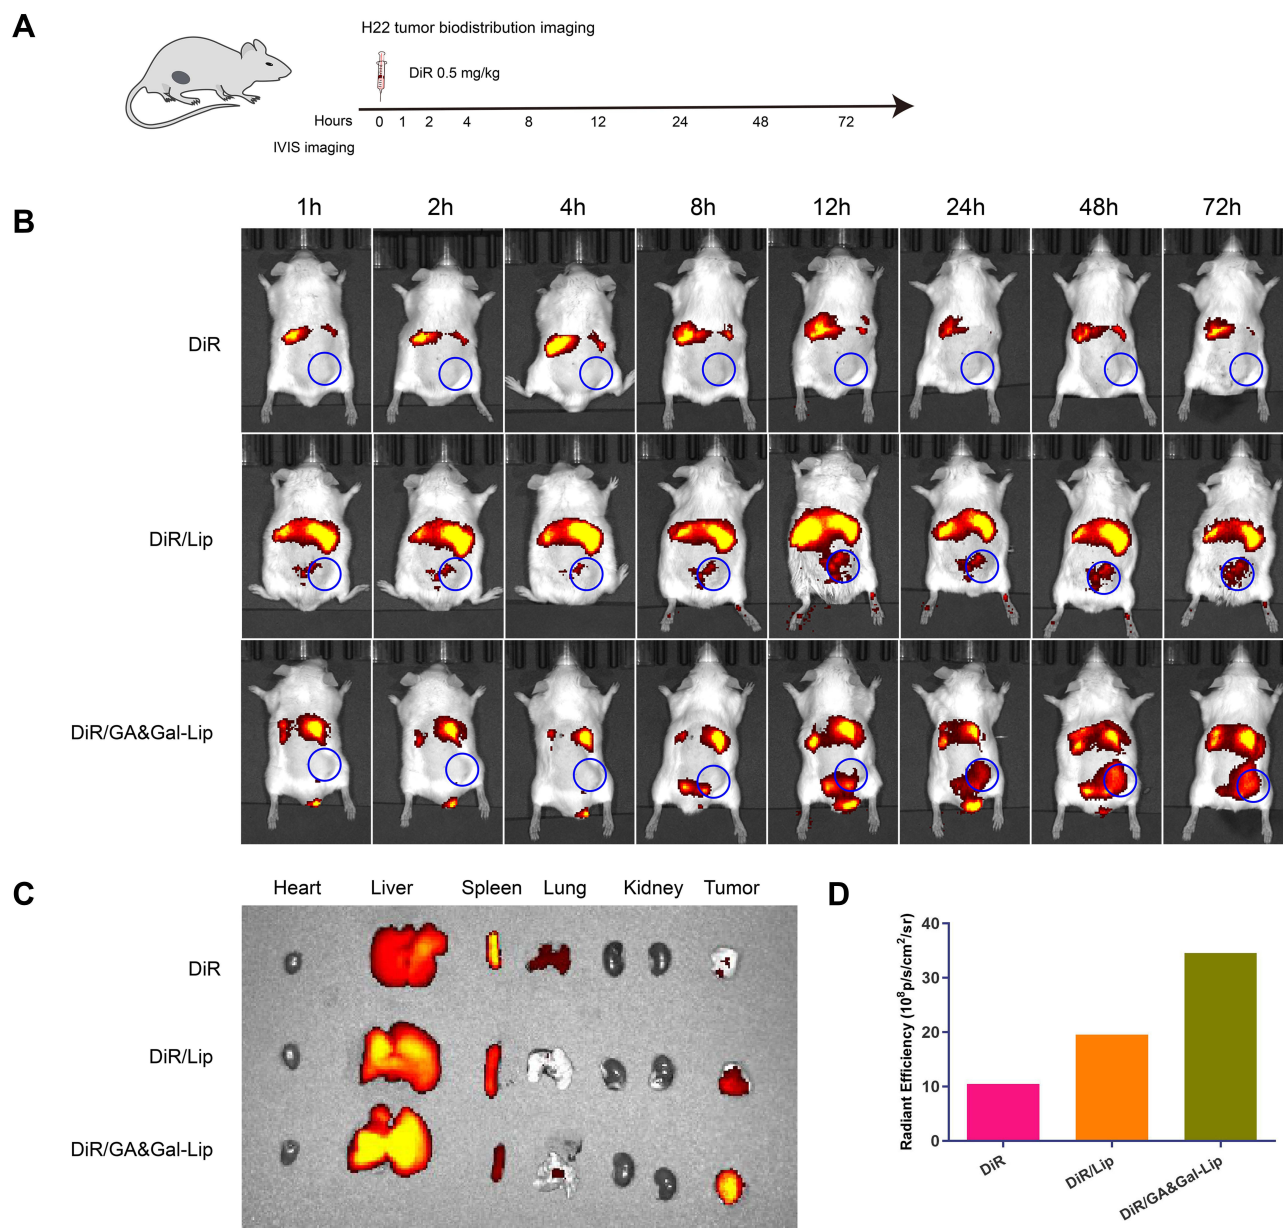 A
H22 tumor biodistribution imaging
DiR 0.5 mg/kg
Hours 0 1 2 4 8 12 24 48 72
IVIS imaging
B
1h 2h 4h 8h 12h 24h 48h 72h
DiR
DiR/Lip
DiR/GA&Gal-Lip
C
Heart Liver Spleen Lung Kidney Tumor
DiR
DiR/Lip
DiR/GA&Gal-Lip
D
Radiant Efficiency (10⁸p/s/cm²/sr)
40
30
20
10
0
DiR
DiR/Lip
DiR/GA&Gal-Lip